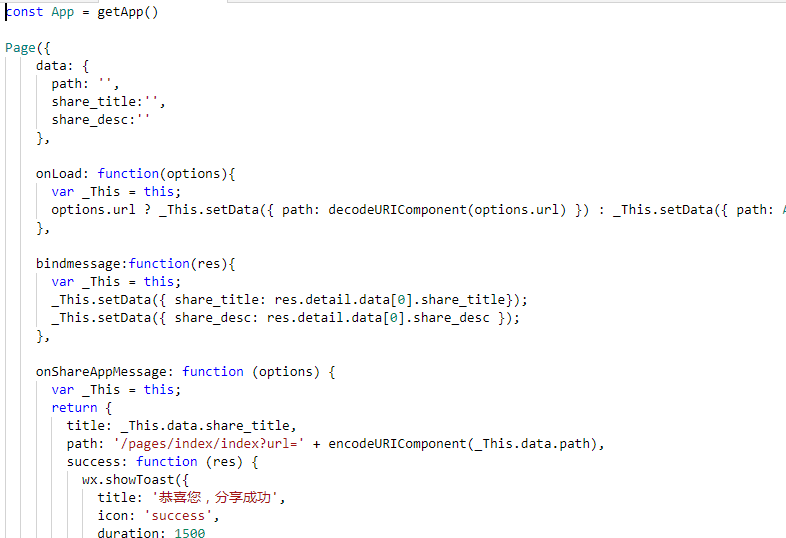 const App = getApp()
Page({
data: {
path: '',
share_title:'',
share_desc:''
},
onLoad: function(options){
var _This = this;
options.url ? _This.setData({ path: decodeURIComponent(options.url) }) : _This.setData({ path:
},
bindmessage:function(res){
var _This = this;
_This.setData({ share_title: res.detail.data[0].share_title});
_This.setData({ share_desc: res.detail.data[0].share_desc });
},
onShareAppMessage: function (options) {
var _This = this;
return {
title: _This.data.share_title,
path: '/pages/index/index?url=' + encodeURIComponent(_This.data.path),
success: function (res) {
wx.showToast({
title: '恭喜您，分享成功',
icon: 'success',
duration: 1500